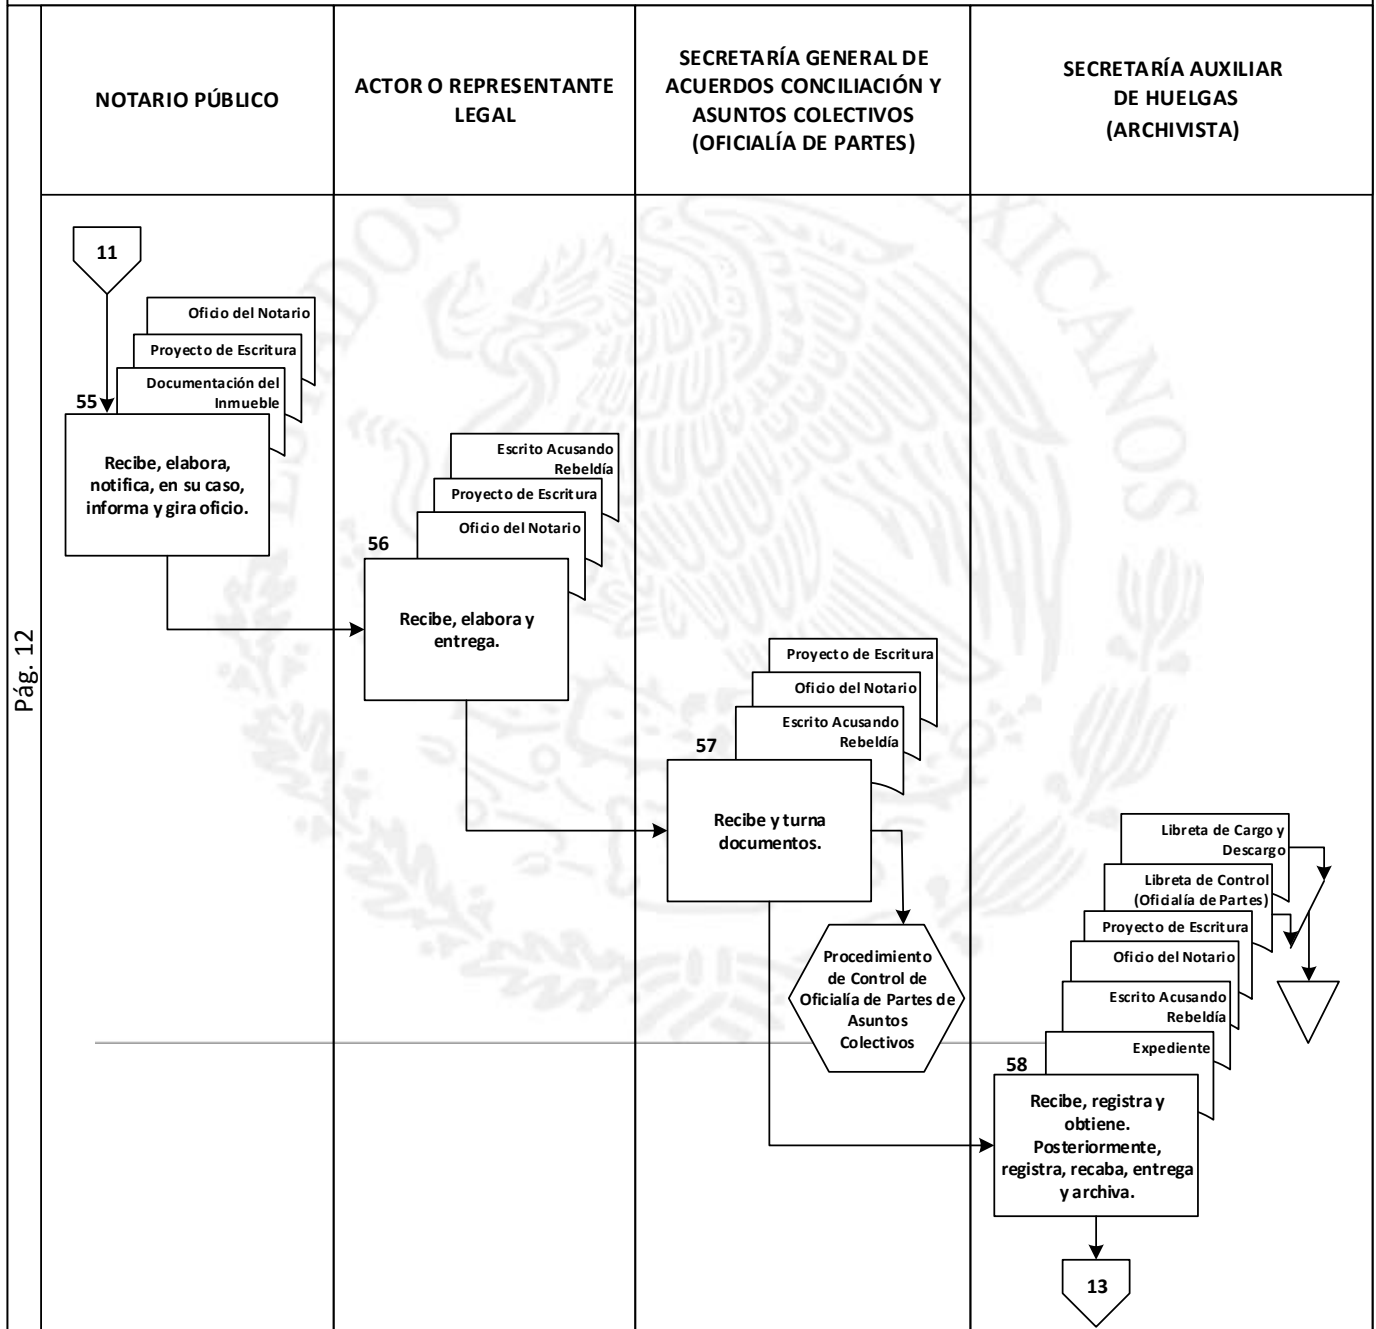 NOTARIO PÚBLICO
ACTOR O REPRESENTANTE
LEGAL
SECRETARÍA GENERAL DE
ACUERDOS CONCILIACIÓN Y
ASUNTOS COLECTIVOS
(OFICIALÍA DE PARTES)
SECRETARÍA AUXILIAR
DE HUELGAS
(ARCHIVISTA)
Pág. 12
11
Oficio del Notario
Proyecto de Escritura
Documentación del
Inmueble
55
Recibe, elabora,
notifica, en su caso,
informa y gira oficio.
Escrito Acusando
Rebeldía
Proyecto de Escritura
Oficio del Notario
56
Recibe, elabora y
entrega.
Proyecto de Escritura
Oficio del Notario
Escrito Acusando
Rebeldía
57
Recibe y turna
documentos.
Procedimiento
de Control de
Oficialía de Partes de
Asuntos
Colectivos
Libreta de Cargo y
Descargo
Libreta de Control
(Oficialía de Partes)
Proyecto de Escritura
Oficio del Notario
Escrito Acusando
Rebeldía
Expediente
58
Recibe, registra y
obtiene.
Posteriormente,
registra, recaba, entrega
y archiva.
13